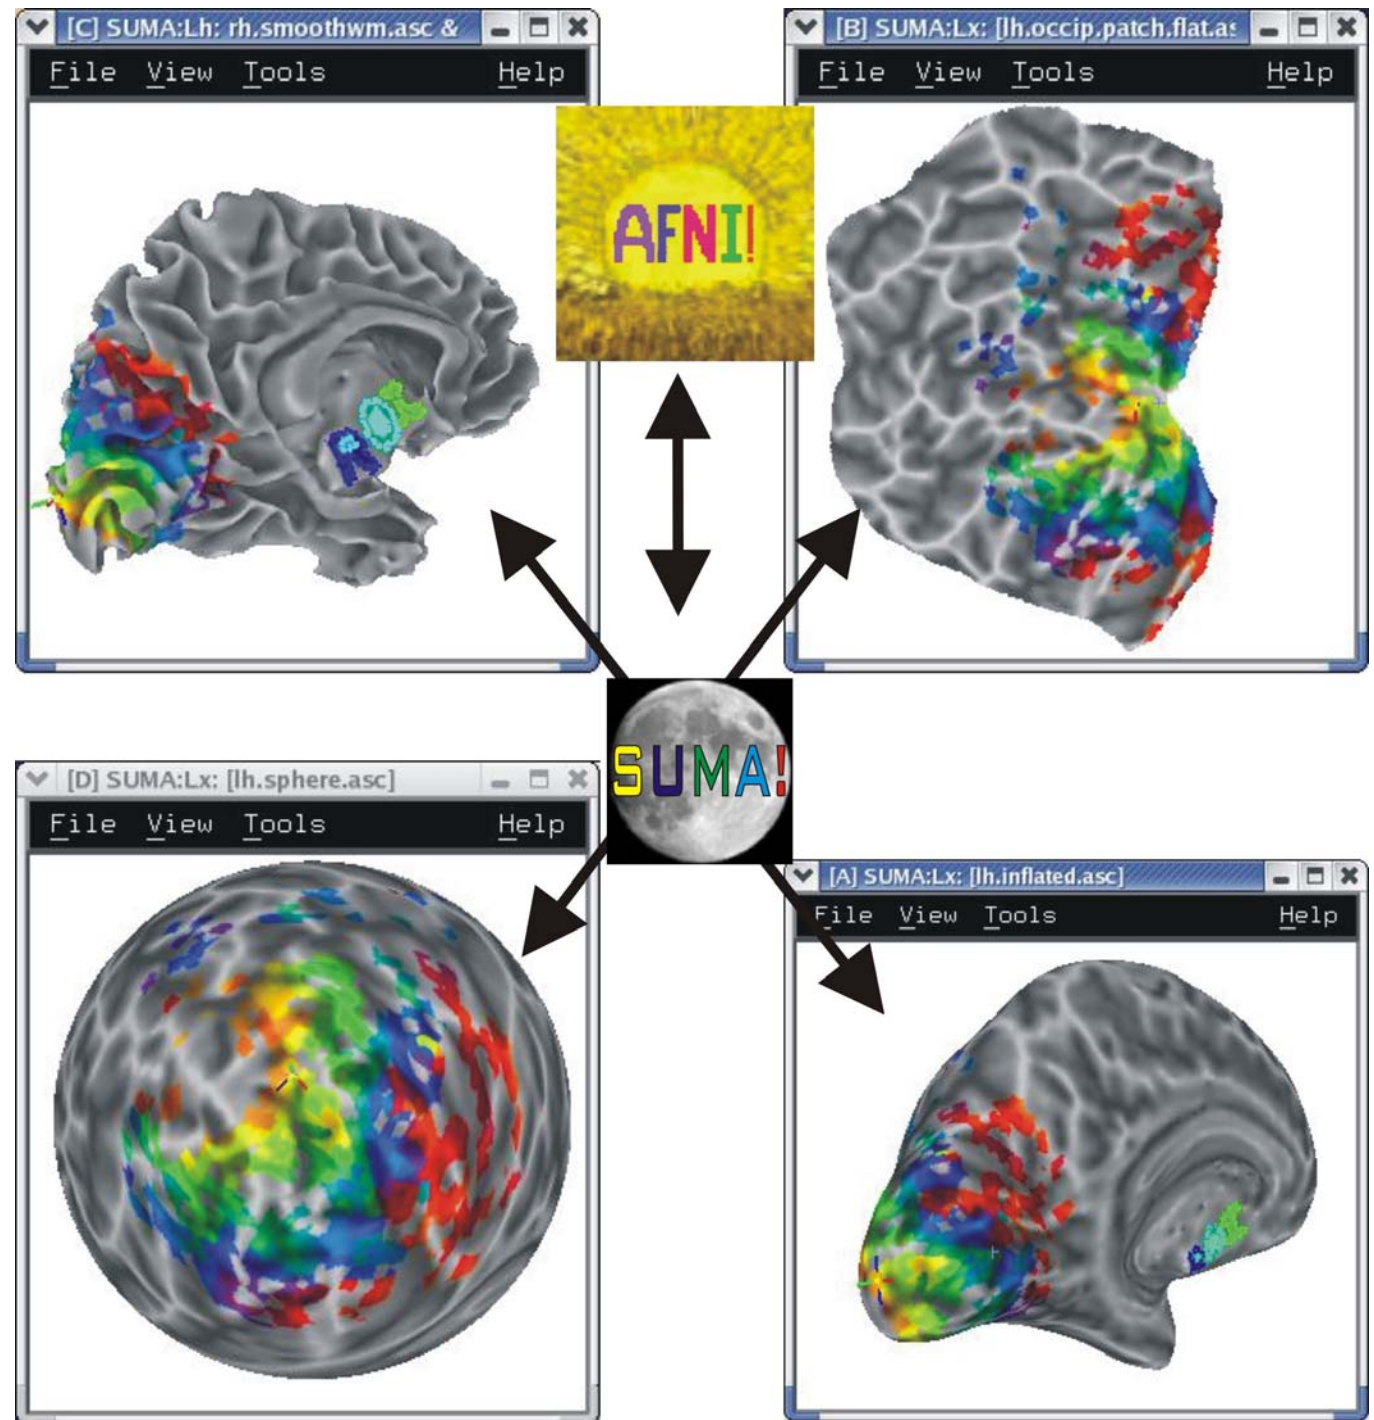 [C] SUMA:Lh: rh.smoothwm.asc &
File View Tools Help
[B] SUMA:Lx: [lh.occip.patch.flat.as
File View Tools Help
AFNI!
SUMA!
[D] SUMA:Lx: [lh.sphere.asc]
File View Tools Help
[A] SUMA:Lx: [lh.inflated.asc]
File View Tools Help